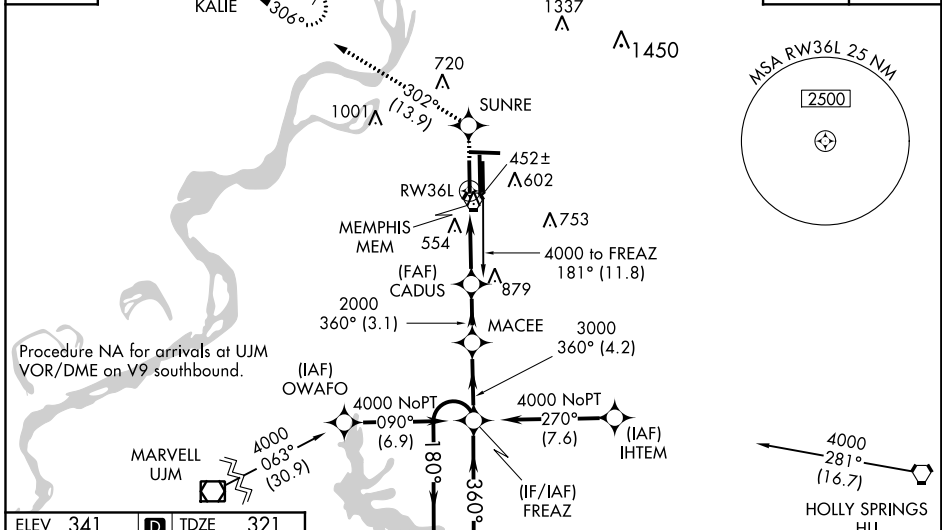 KALIE
306°
1337
1450
MSA RW36L 25 NM
2500
720
302°
(13.9)
1001
SUNRE
452±
602
RW36L
MEMPHIS
MEM
554
753
4000 to FREAZ
181° (11.8)
(FAF)
CADUS
879
2000
360° (3.1)
MACEE
3000
360° (4.2)
Procedure NA for arrivals at UJM
VOR/DME on V9 southbound.
(IAF)
OWAFO
4000 NoPT
090°
(6.9)
4000 NoPT
270°
(7.6)
(IAF)
IHTEM
MARVELL
UJM
4000
063°
(30.9)
180°
360°
(IF/IAF)
FREAZ
4000
281°
(16.7)
HOLLY SPRINGS
HLI
ELEV 341 D TDZE 321